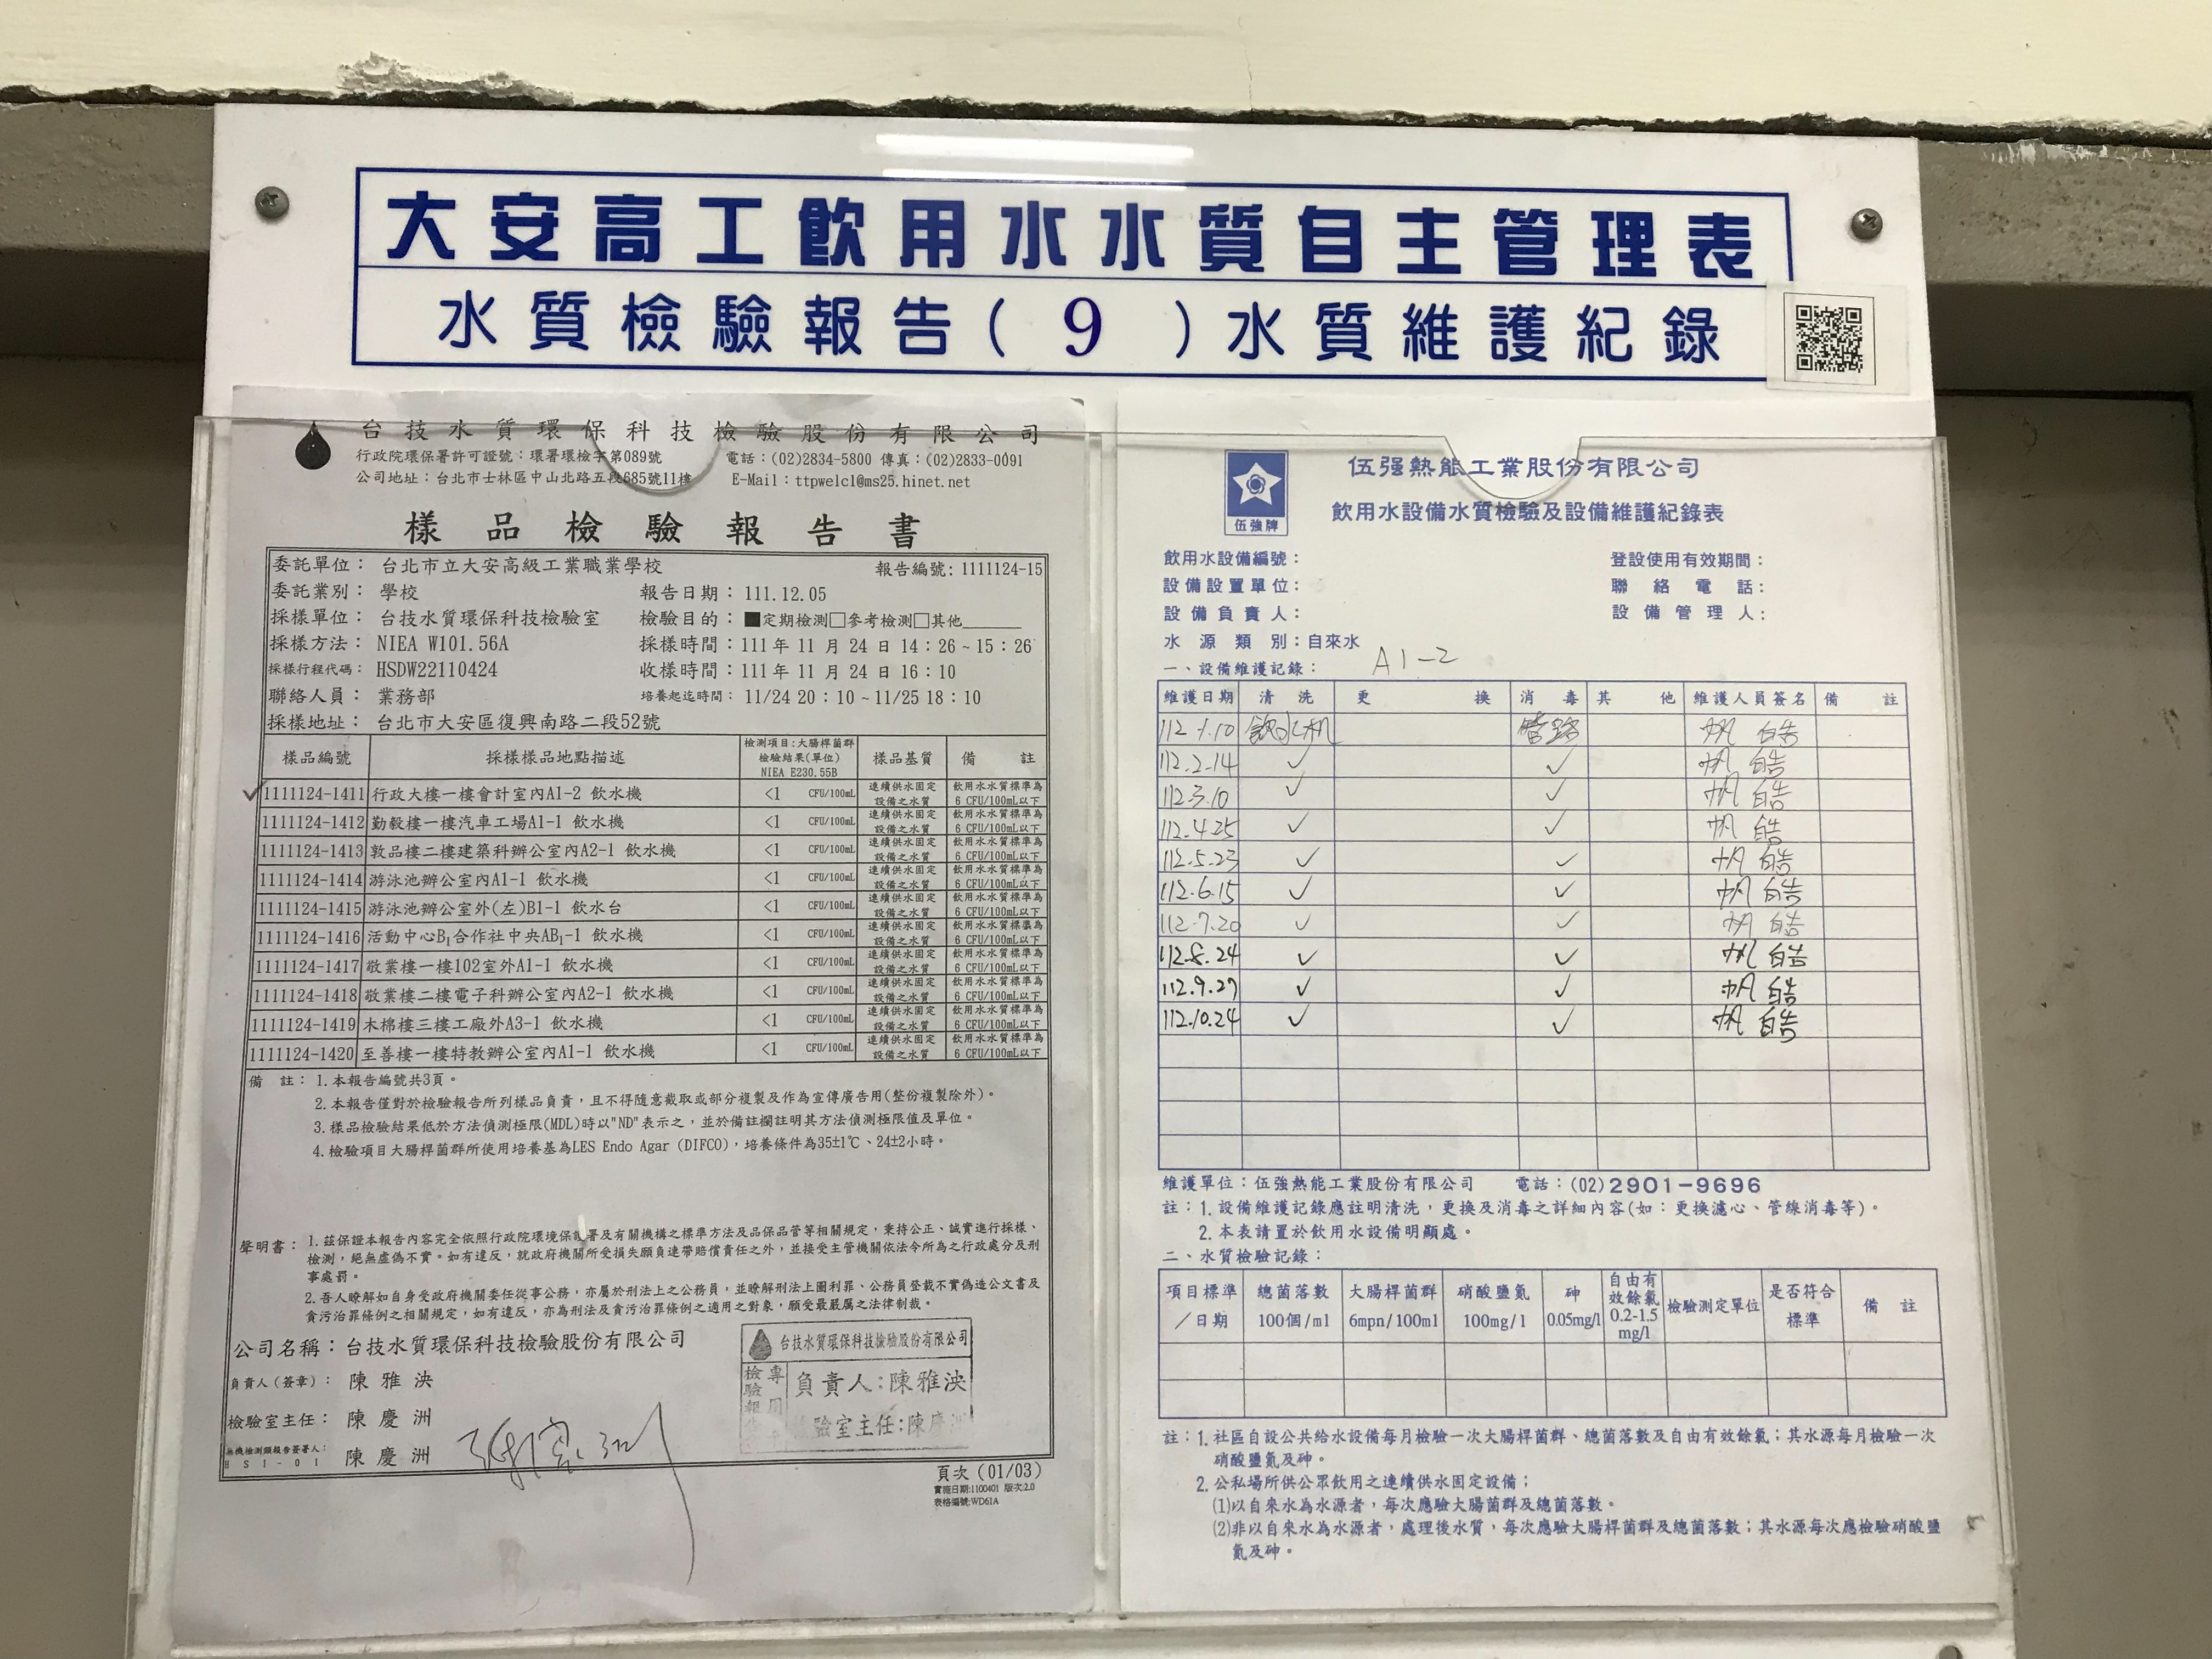 大安高工飲用水水質自主管理表
水質檢驗報告(9)水質維護紀錄
台技水質環保科技檢驗股份有限公司
行政院環保署許可證號：環署環檢字第089號 電話：(02)2834-5800 傳真：(02)2833-0091
公司地址：台北市士林區中山北路五段685號11樓 E-Mail：ttpwelcl@ms25.hinet.net
樣品檢驗報告書
委託單位： 台北市立大安高級工業職業學校 報告編號：1111124-15
委託業別： 學校 報告日期：111.12.05
採樣單位： 台技水質環保科技檢驗室 檢驗目的：■定期檢測□參考檢測□其他
採樣方法： NIEA W101.56A 採樣時間：111 年 11 月 24 日 14：26 ~ 15：26
採樣行程代碼： HSDW22110424 收樣時間：111 年 11 月 24 日 16：10
聯絡人員： 業務部 培養起迄時間：11/24 20：10 ~ 11/25 18：10
採樣地址： 台北市大安區復興南路二段52號
樣品編號 採樣樣品地點描述 檢測項目:大腸桿菌群 檢驗結果(單位) NIEA E230.55B 樣品基質 備註
1111124-1411 行政大樓一樓會計室內A1-2 飲水機 <1 CFU/100mL 連續供水固定設備之水質 飲用水水質標準為6 CFU/100mL以下
1111124-1412 勤毅樓一樓汽車工場A1-1 飲水機 <1 CFU/100mL 連續供水固定設備之水質 飲用水水質標準為6 CFU/100mL以下
1111124-1413 敦品樓二樓建築科辦公室內A2-1 飲水機 <1 CFU/100mL 連續供水固定設備之水質 飲用水水質標準為6 CFU/100mL以下
1111124-1414 游泳池辦公室內A1-1 飲水機 <1 CFU/100mL 連續供水固定設備之水質 飲用水水質標準為6 CFU/100mL以下
1111124-1415 游泳池辦公室外(左)B1-1 飲水台 <1 CFU/100mL 連續供水固定設備之水質 飲用水水質標準為6 CFU/100mL以下
1111124-1416 活動中心B1合作社中央AB1-1 飲水機 <1 CFU/100mL 連續供水固定設備之水質 飲用水水質標準為6 CFU/100mL以下
1111124-1417 敬業樓一樓102室外A1-1 飲水機 <1 CFU/100mL 連續供水固定設備之水質 飲用水水質標準為6 CFU/100mL以下
1111124-1418 敬業樓二樓電子科辦公室內A2-1 飲水機 <1 CFU/100mL 連續供水固定設備之水質 飲用水水質標準為6 CFU/100mL以下
1111124-1419 木棉樓三樓工廠外A3-1 飲水機 <1 CFU/100mL 連續供水固定設備之水質 飲用水水質標準為6 CFU/100mL以下
1111124-1420 至善樓一樓特教辦公室內A1-1 飲水機 <1 CFU/100mL 連續供水固定設備之水質 飲用水水質標準為6 CFU/100mL以下
備 註：1.本報告編號共3頁。
2.本報告僅對於檢驗報告所列樣品負責，且不得隨意截取或部分複製及作為宣傳廣告用(整份複製除外)。
3.樣品檢驗結果低於方法偵測極限(MDL)時以"ND"表示之，並於備註欄註明其方法偵測極限值及單位。
4.檢驗項目大腸桿菌群所使用培養基為LES Endo Agar (DIFCO)，培養條件為35±1℃、24±2小時。
聲明書：1.茲保證本報告內容完全依照行政院環境保護署及有關機構之標準方法及品保品管等相關規定，秉持公正、誠實進行採樣、
檢測，絕無虛偽不實。如有違反，就政府機關所受損失願負連帶賠償責任之外，並接受主管機關依法令所為之行政處分及刑
事處罰。
2.吾人瞭解如自身受政府機關委任從事公務，亦屬於刑法上之公務員，並瞭解刑法上圖利罪、公務員登載不實偽造公文書及
貪污治罪條例之相關規定，如有違反，亦為刑法及貪污治罪條例之適用之對象，願受最嚴厲之法律制裁。
公司名稱：台技水質環保科技檢驗股份有限公司
負責人(簽章)： 陳雅泱
檢驗室主任： 陳慶洲
無機檢測類報告簽署人： HSI-01 陳慶洲
台技水質環保科技檢驗股份有限公司
檢驗報告專用
負責人:陳雅泱
檢驗室主任:陳慶洲
頁次(01/03)
實施日期:1100401 版次:2.0
表格編號:WD61A
伍強牌
伍強熱能工業股份有限公司
飲用水設備水質檢驗及設備維護紀錄表
飲用水設備編號： 登設使用有效期間：
設備設置單位： 聯絡電話：
設備負責人： 設備管理人：
水源類別：自來水
一、設備維護記錄： A1-2
維護日期 清洗 更換 消毒 其他 維護人員簽名 備註
112.1.10 飲水机 管路 帆 皓
112.2.14 ✓ ✓ 帆 皓
112.3.10 ✓ ✓ 帆 皓
112.4.25 ✓ ✓ 帆 皓
112.5.23 ✓ ✓ 帆 皓
112.6.15 ✓ ✓ 帆 皓
112.7.20 ✓ ✓ 帆 皓
112.8.24 ✓ ✓ 帆 皓
112.9.27 ✓ ✓ 帆 皓
112.10.24 ✓ ✓ 帆 皓
維護單位：伍強熱能工業股份有限公司 電話：(02)2901-9696
註：1.設備維護記錄應註明清洗，更換及消毒之詳細內容(如：更換濾心、管線消毒等)。
2.本表請置於飲用水設備明顯處。
二、水質檢驗記錄：
項目標準／日期 總菌落數 100個/ml 大腸桿菌群 6mpn/100ml 硝酸鹽氮 100mg/l 砷 0.05mg/l 自由有效餘氯 0.2-1.5 mg/l 檢驗測定單位 是否符合標準 備註
註：1.社區自設公共給水設備每月檢驗一次大腸桿菌群、總菌落數及自由有效餘氯；其水源每月檢驗一次
硝酸鹽氮及砷。
2.公私場所供公眾飲用之連續供水固定設備；
(1)以自來水為水源者，每次應驗大腸菌群及總菌落數。
(2)非以自來水為水源者，處理後水質，每次應驗大腸桿菌群及總菌落數；其水源每次應檢驗硝酸鹽
氮及砷。